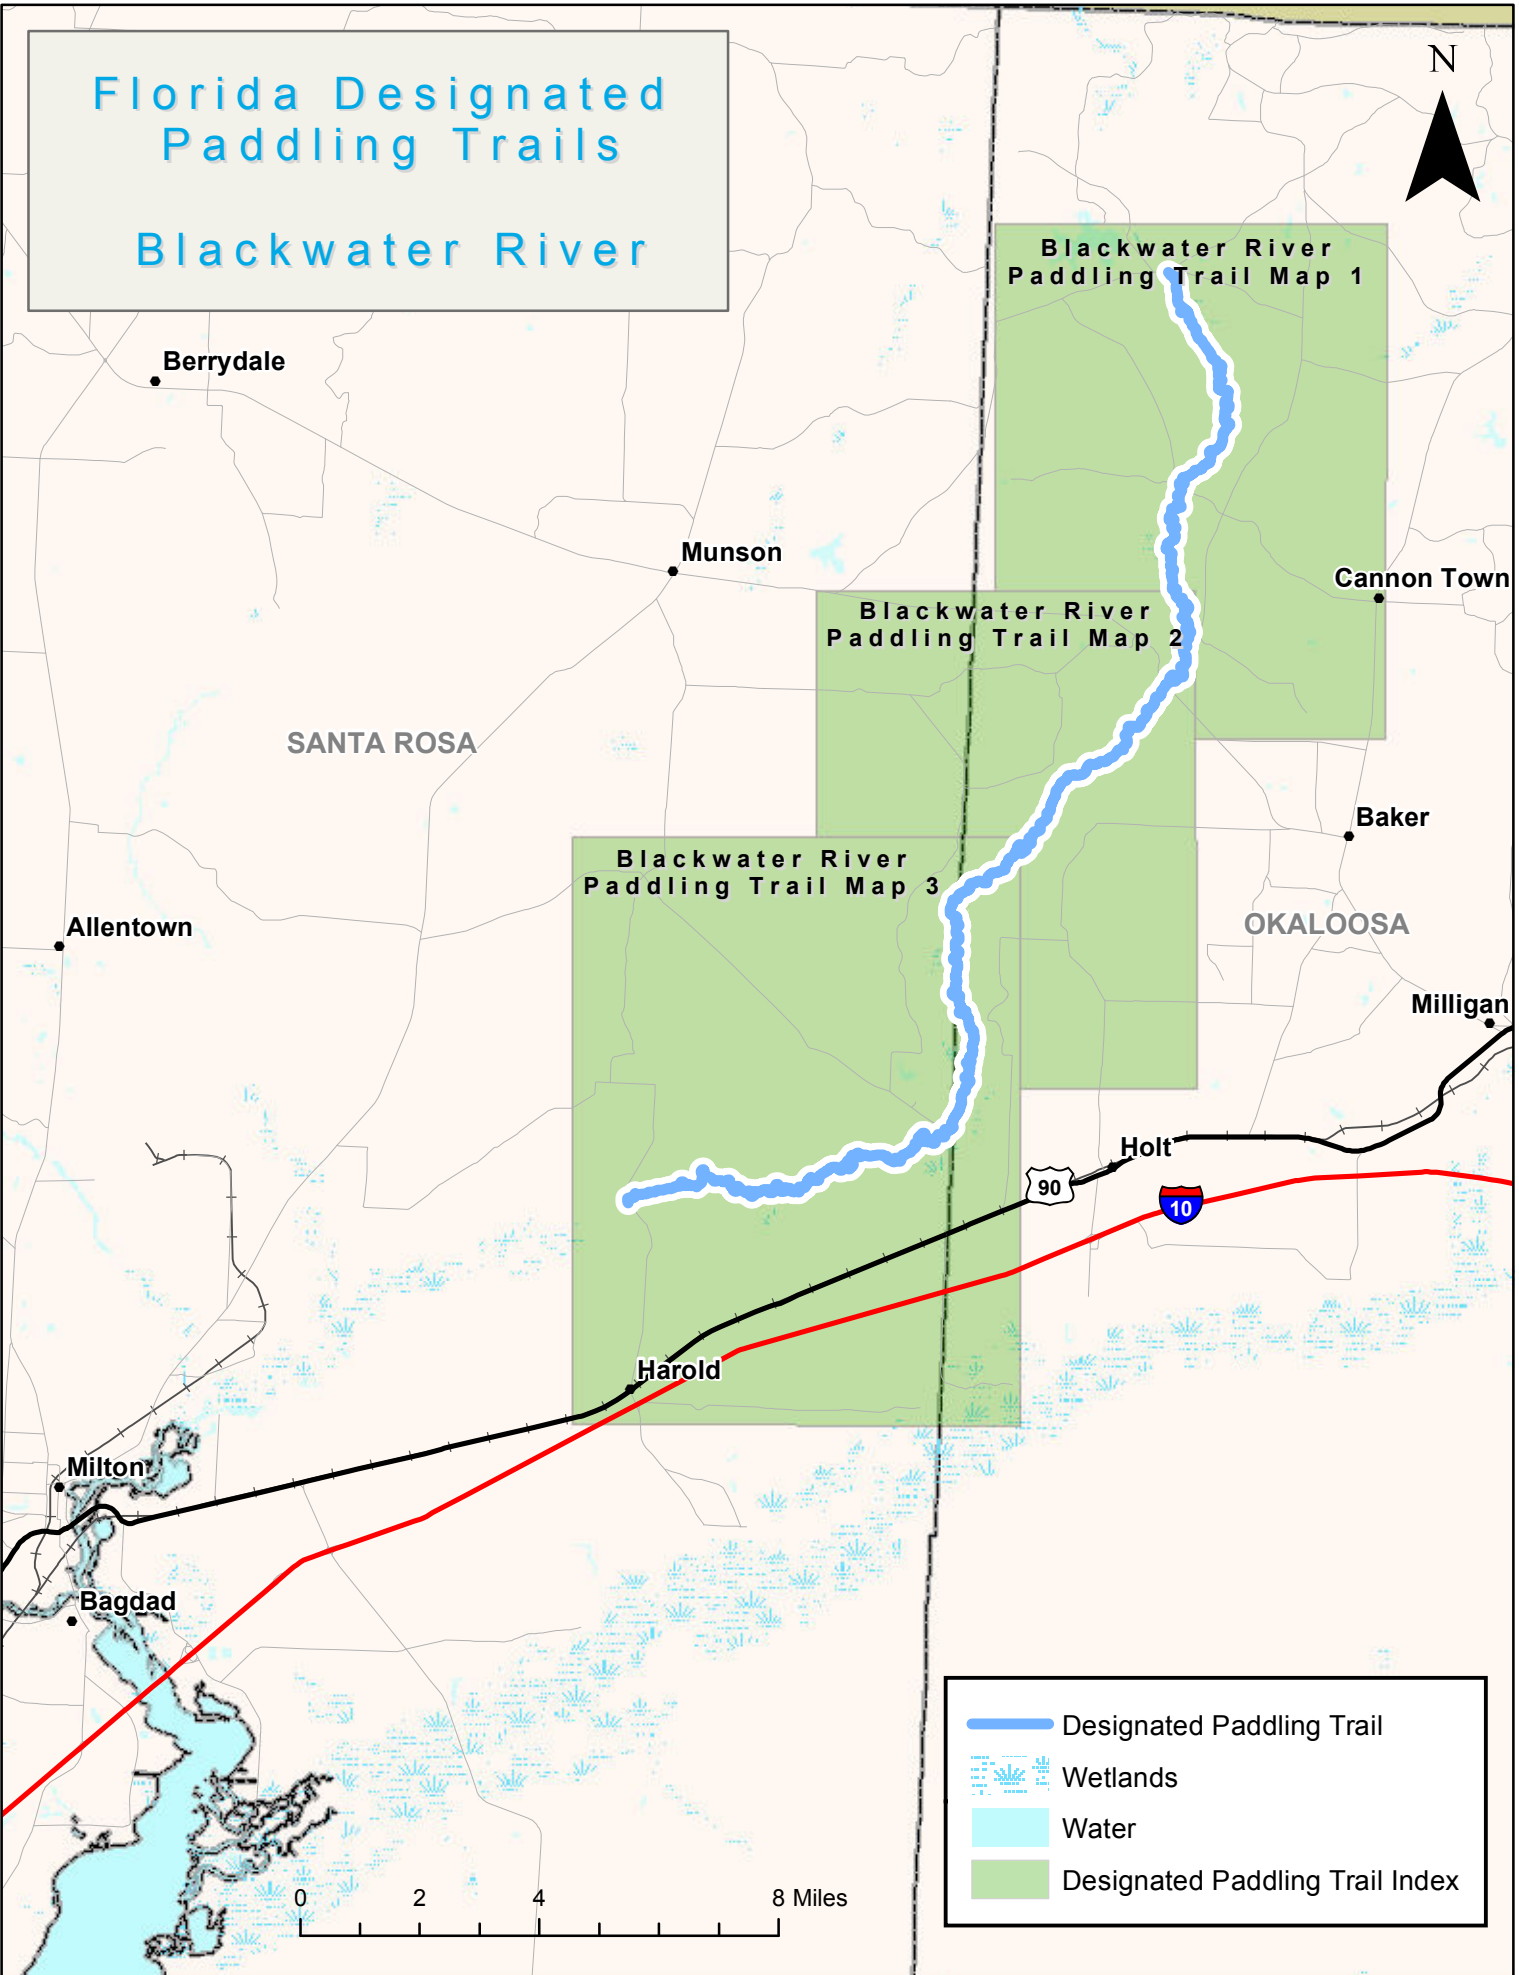 Florida Designated
Paddling Trails
Blackwater River
N
Blackwater River
Paddling Trail Map 1
Berrydale
Munson
Cannon Town
Blackwater River
Paddling Trail Map 2
SANTA ROSA
Baker
Blackwater River
Paddling Trail Map 3
Allentown
OKALOOSA
Milligan
Holt
90
10
Harold
Milton
Bagdad
Designated Paddling Trail
Wetlands
Water
Designated Paddling Trail Index
0 2 4 8 Miles